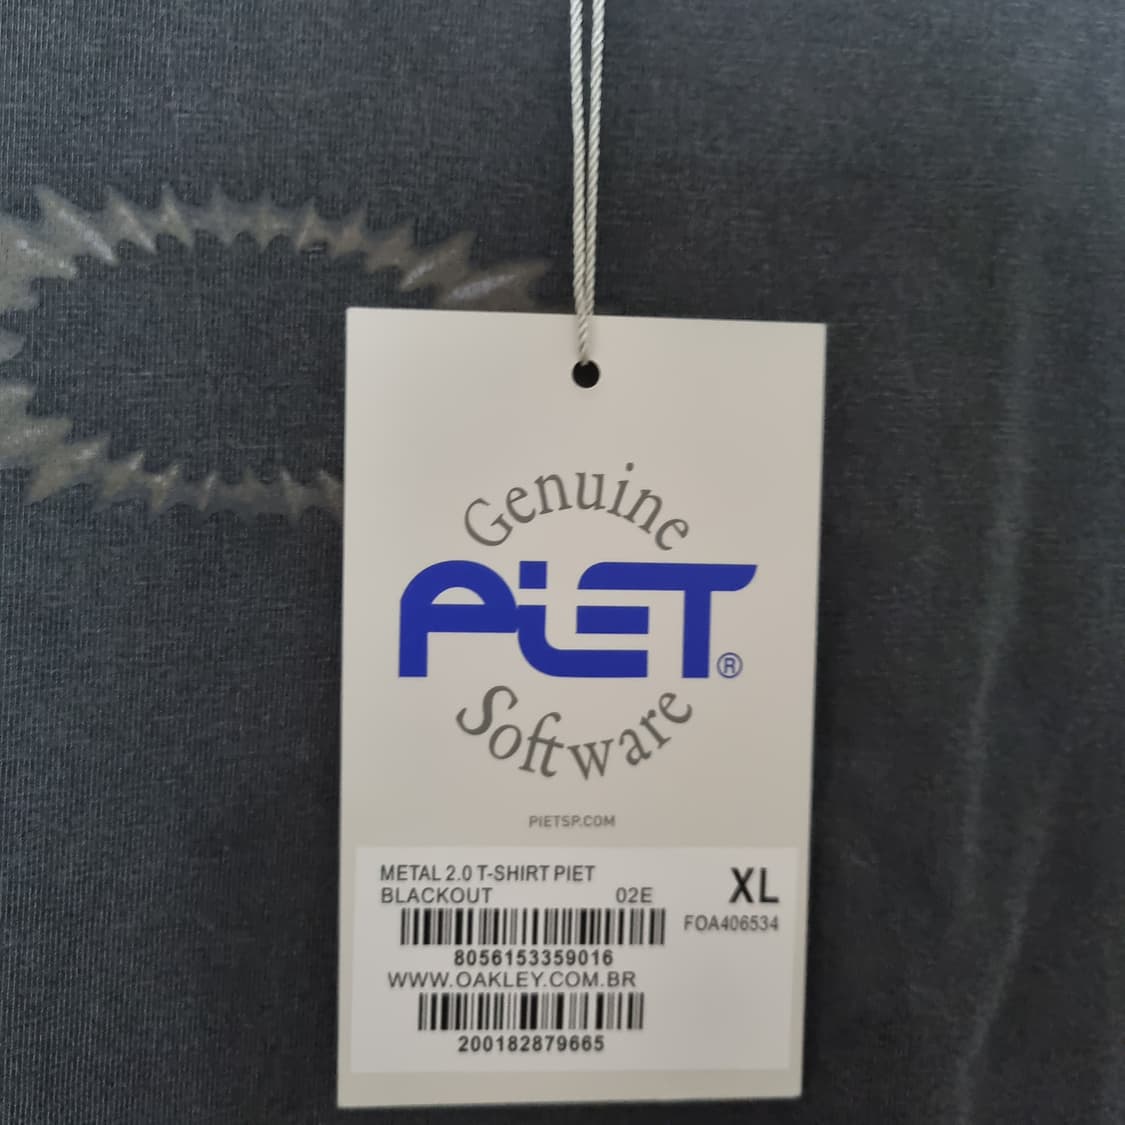 Genuine
PiET®
Software
PIETSP.COM
METAL 2.0 T-SHIRT PIET
BLACKOUT 02E XL
FOA406534
8056153359016
WWW.OAKLEY.COM.BR
200182879665